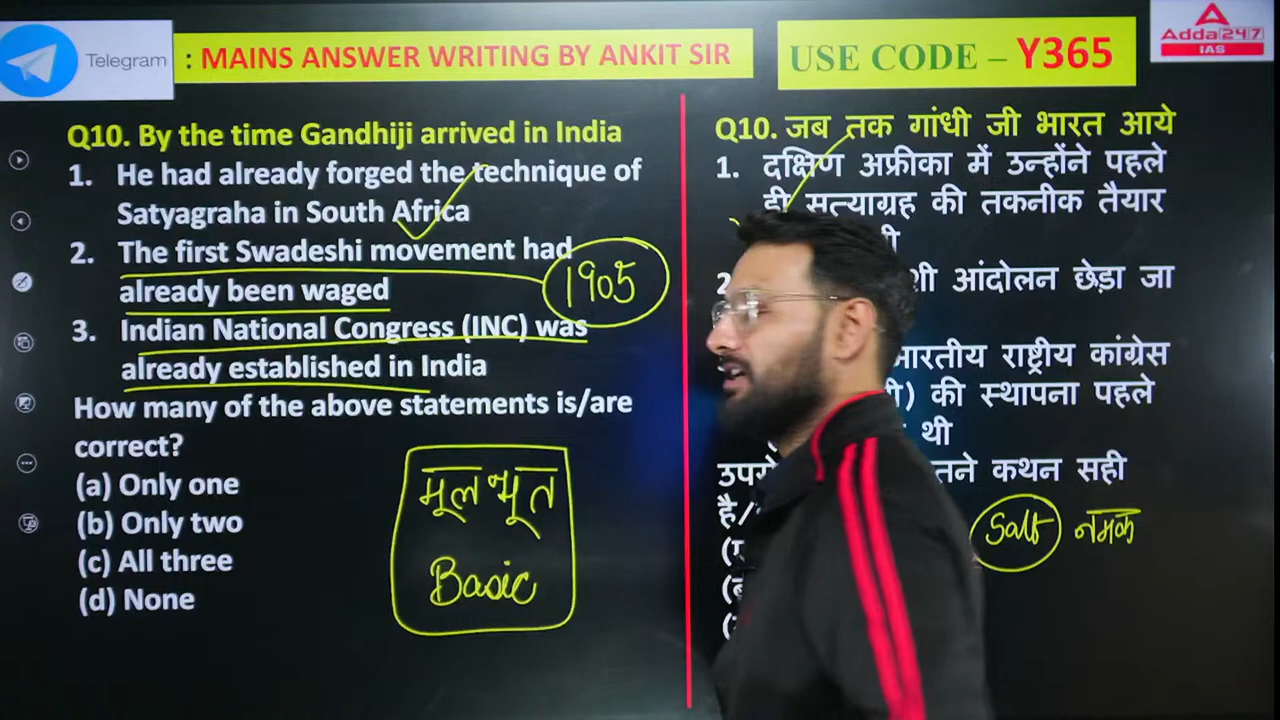 Telegram
: MAINS ANSWER WRITING BY ANKIT SIR
USE CODE – Y365
Adda247
IAS
Q10. By the time Gandhiji arrived in India
1. He had already forged the technique of
Satyagraha in South Africa
2. The first Swadeshi movement had
already been waged
1905
3. Indian National Congress (INC) was
already established in India
How many of the above statements is/are
correct?
(a) Only one
(b) Only two
(c) All three
(d) None
मूलभूत
Basic
Q10. जब तक गांधी जी भारत आये
1. दक्षिण अफ्रीका में उन्होंने पहले
ही सत्याग्रह की तकनीक तैयार
आंदोलन छेड़ा जा
भारतीय राष्ट्रीय कांग्रेस
की स्थापना पहले
थी
कथन सही
है/
Salt नमक